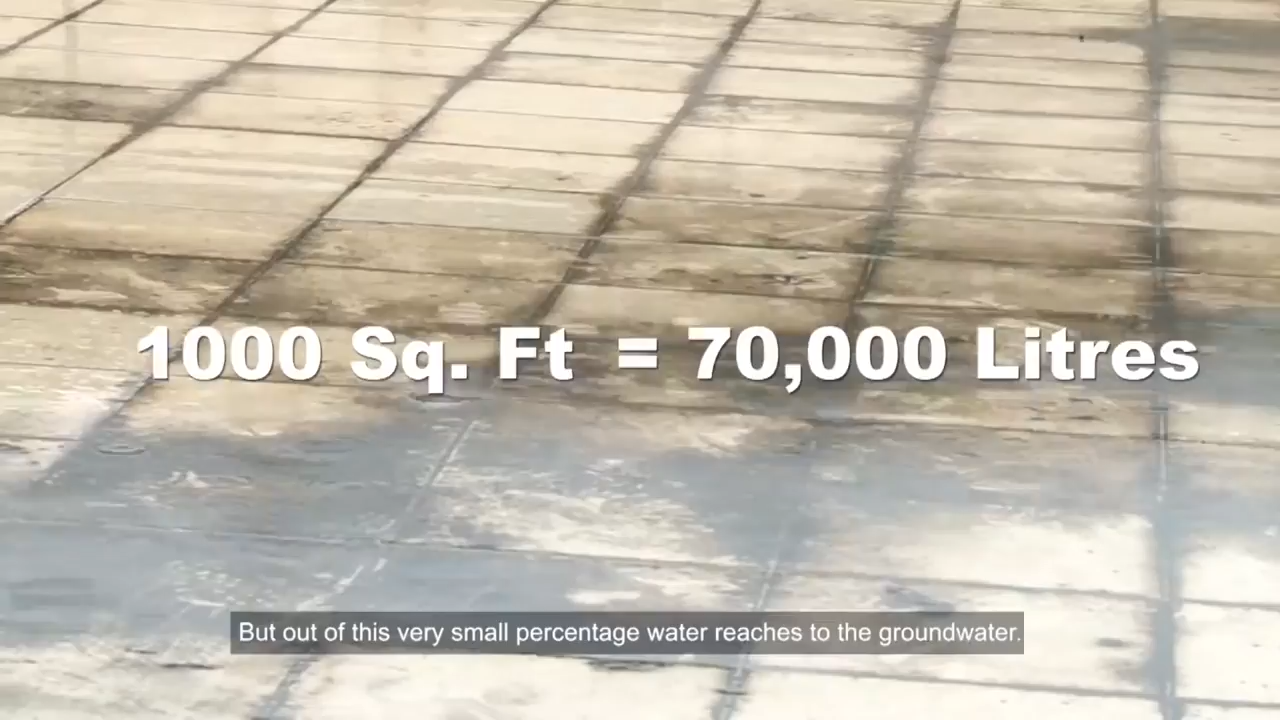 1000 Sq. Ft = 70,000 Litres
But out of this very small percentage water reaches to the groundwater.